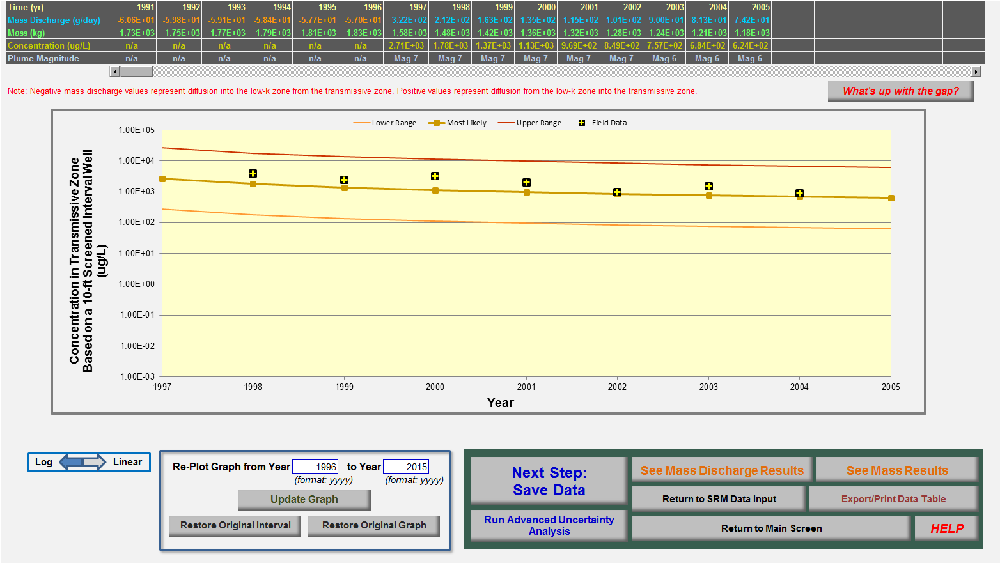 Time (yr) 1991 1992 1993 1994 1995 1996 1997 1998 1999 2000 2001 2002 2003 2004 2005
Mass Discharge (g/day) -6.06E+01 -5.98E+01 -5.91E+01 -5.84E+01 -5.77E+01 -5.70E+01 3.22E+02 2.12E+02 1.63E+02 1.35E+02 1.15E+02 1.01E+02 9.00E+01 8.13E+01 7.42E+01
Mass (kg) 1.73E+03 1.75E+03 1.77E+03 1.79E+03 1.81E+03 1.83E+03 1.58E+03 1.48E+03 1.42E+03 1.36E+03 1.32E+03 1.28E+03 1.24E+03 1.21E+03 1.18E+03
Concentration (ug/L) n/a n/a n/a n/a n/a n/a 2.71E+03 1.78E+03 1.37E+03 1.13E+03 9.69E+02 8.49E+02 7.57E+02 6.84E+02 6.24E+02
Plume Magnitude n/a n/a n/a n/a n/a n/a Mag 7 Mag 7 Mag 7 Mag 7 Mag 7 Mag 7 Mag 6 Mag 6 Mag 6
Note: Negative mass discharge values represent diffusion into the low-k zone from the transmissive zone. Positive values represent diffusion from the low-k zone into the transmissive zone.
What's up with the gap?
Lower Range Most Likely Upper Range Field Data
Concentration in Transmissive Zone
Based on a 10-ft Screened Interval Well
(ug/L)
1.00E+05
1.00E+04
1.00E+03
1.00E+02
1.00E+01
1.00E+00
1.00E-01
1.00E-02
1.00E-03
1997 1998 1999 2000 2001 2002 2003 2004 2005
Year
Log Linear
Re-Plot Graph from Year 1996 to Year 2015
(format: yyyy) (format: yyyy)
Update Graph
Restore Original Interval Restore Original Graph
Next Step:
Save Data
Run Advanced Uncertainty
Analysis
See Mass Discharge Results See Mass Results
Return to SRM Data Input Export/Print Data Table
Return to Main Screen HELP